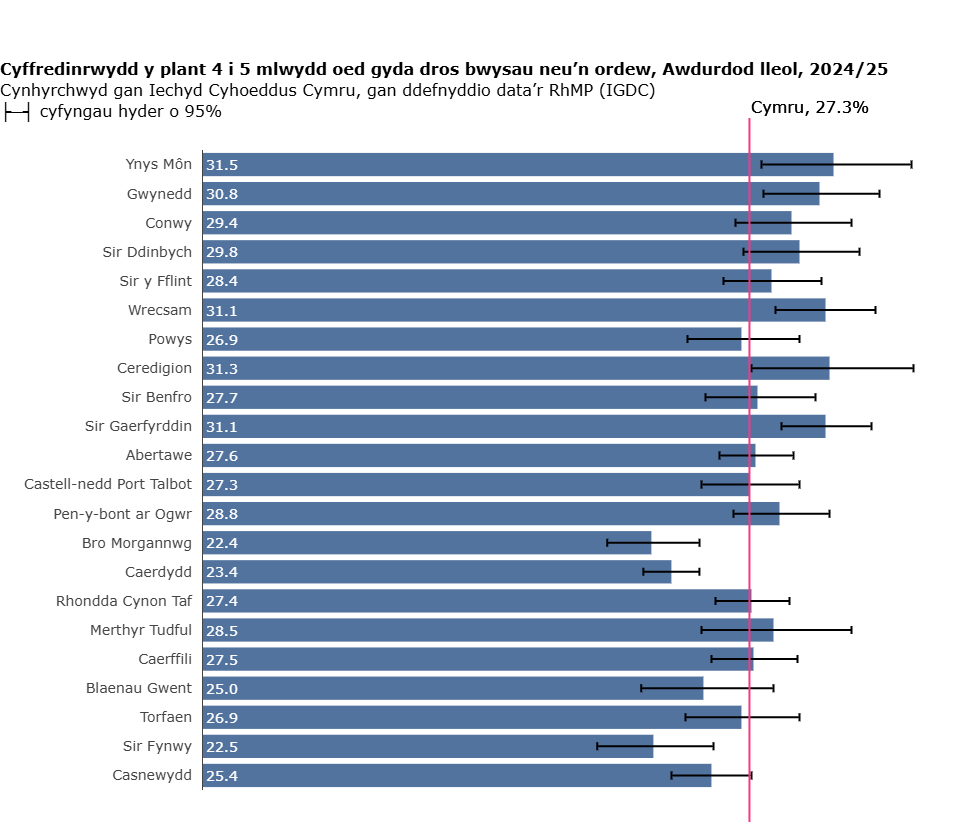 Cyffredinrwydd y plant 4 i 5 mlwydd oed gyda dros bwysau neu’n ordew, Awdurdod lleol, 2024/25
Cynhyrchwyd gan Iechyd Cyhoeddus Cymru, gan ddefnyddio data’r RhMP (IGDC)
cyfyngau hyder o 95%
Cymru, 27.3%
Ynys Môn 31.5
Gwynedd 30.8
Conwy 29.4
Sir Ddinbych 29.8
Sir y Fflint 28.4
Wrecsam 31.1
Powys 26.9
Ceredigion 31.3
Sir Benfro 27.7
Sir Gaerfyrddin 31.1
Abertawe 27.6
Castell-nedd Port Talbot 27.3
Pen-y-bont ar Ogwr 28.8
Bro Morgannwg 22.4
Caerdydd 23.4
Rhondda Cynon Taf 27.4
Merthyr Tudful 28.5
Caerffili 27.5
Blaenau Gwent 25.0
Torfaen 26.9
Sir Fynwy 22.5
Casnewydd 25.4